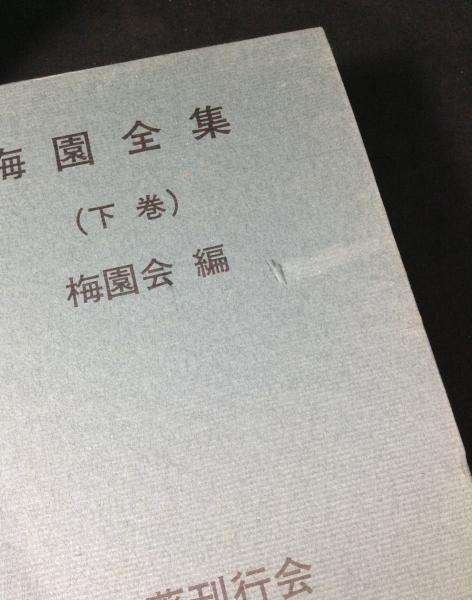 梅園全集
(下巻)
梅園会 編
刊行会